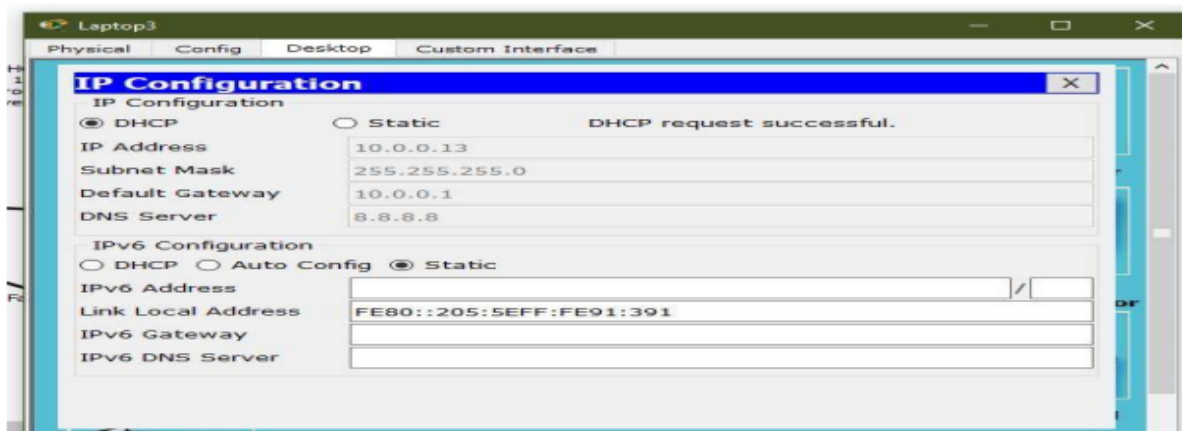 Laptop3
Physical Config Desktop Custom Interface
IP Configuration
IP Configuration
DHCP Static DHCP request successful.
IP Address 10.0.0.13
Subnet Mask 255.255.255.0
Default Gateway 10.0.0.1
DNS Server 8.8.8.8
IPv6 Configuration
DHCP Auto Config Static
IPv6 Address /
Link Local Address FE80::205:5EFF:FE91:391
IPv6 Gateway
IPv6 DNS Server